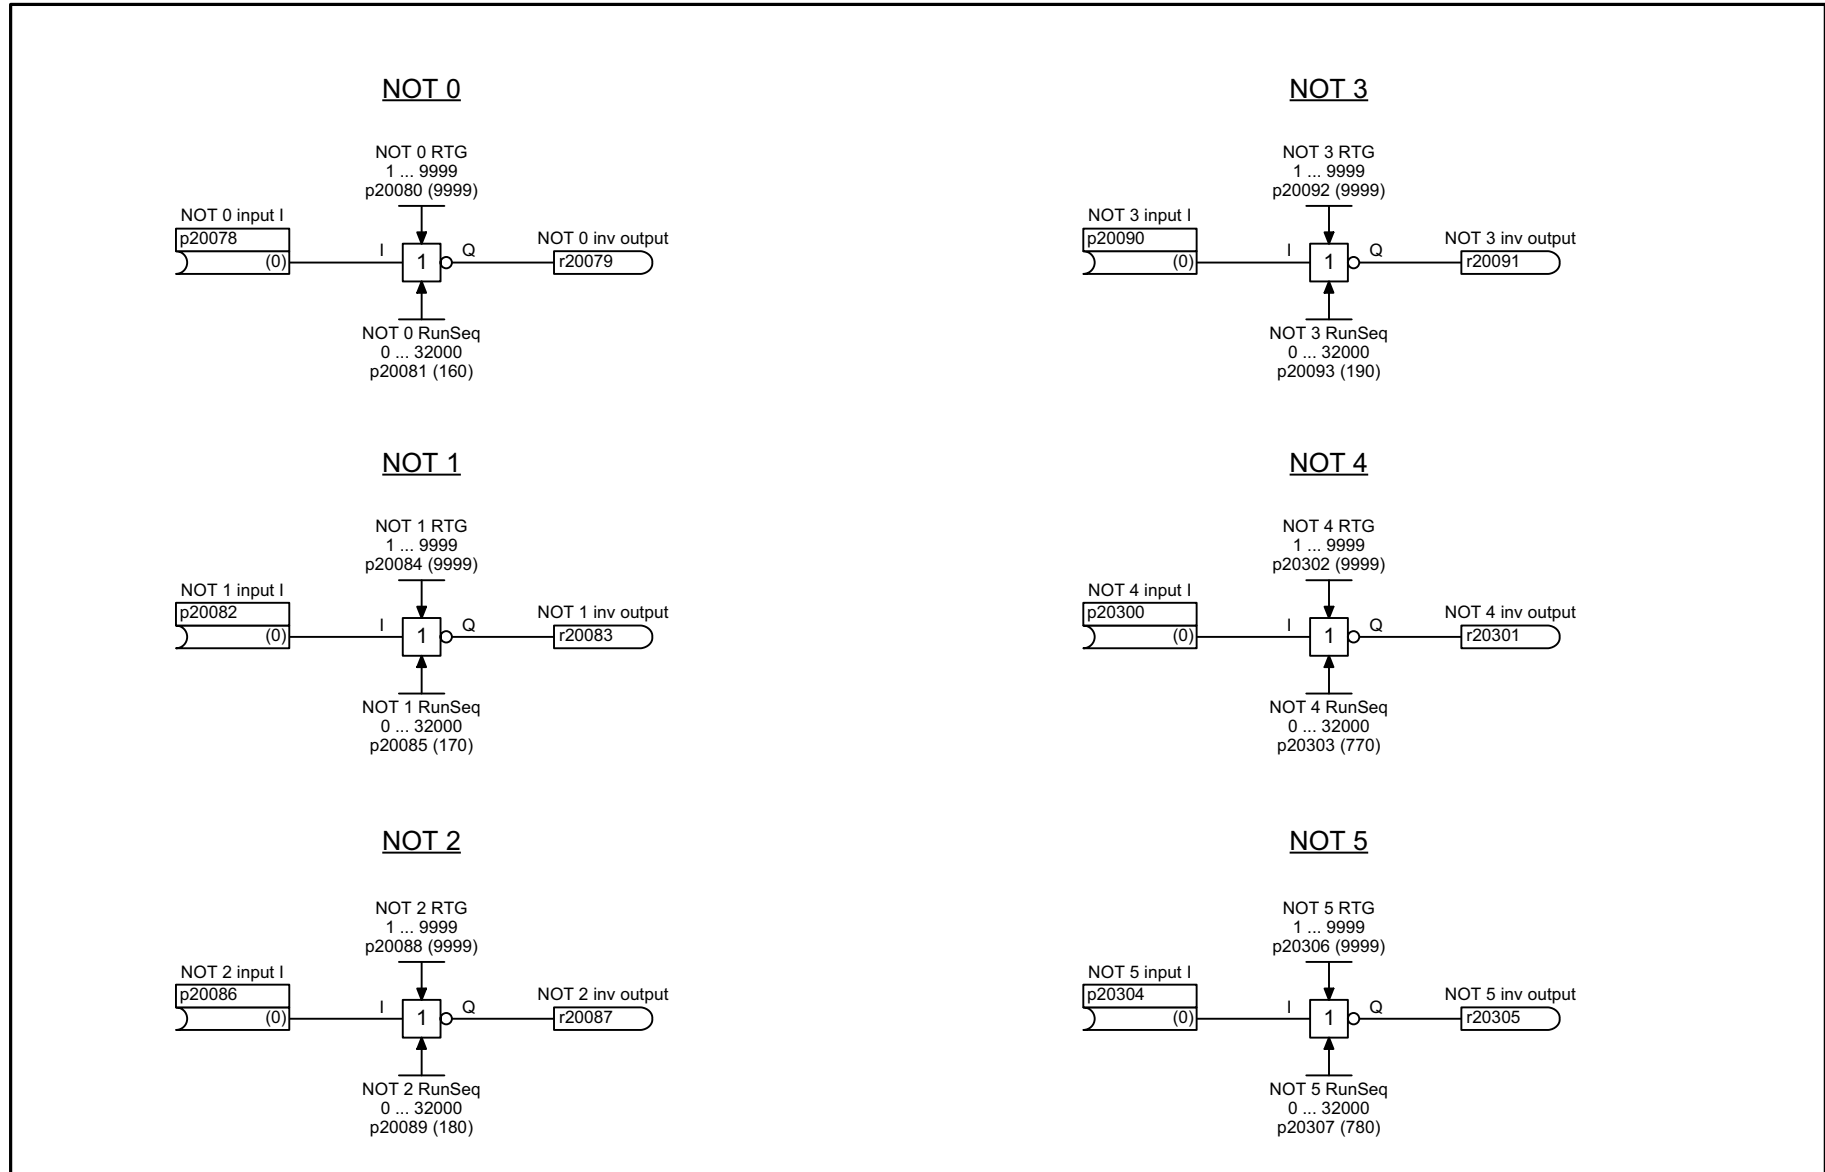 NOT 0
NOT 0 RTG
1 ... 9999
p20080 (9999)
NOT 0 input I
p20078
(0)
I
1
Q
NOT 0 inv output
r20079
NOT 0 RunSeq
0 ... 32000
p20081 (160)
NOT 3
NOT 3 RTG
1 ... 9999
p20092 (9999)
NOT 3 input I
p20090
(0)
I
1
Q
NOT 3 inv output
r20091
NOT 3 RunSeq
0 ... 32000
p20093 (190)
NOT 1
NOT 1 RTG
1 ... 9999
p20084 (9999)
NOT 1 input I
p20082
(0)
I
1
Q
NOT 1 inv output
r20083
NOT 1 RunSeq
0 ... 32000
p20085 (170)
NOT 4
NOT 4 RTG
1 ... 9999
p20302 (9999)
NOT 4 input I
p20300
(0)
I
1
Q
NOT 4 inv output
r20301
NOT 4 RunSeq
0 ... 32000
p20303 (770)
NOT 2
NOT 2 RTG
1 ... 9999
p20088 (9999)
NOT 2 input I
p20086
(0)
I
1
Q
NOT 2 inv output
r20087
NOT 2 RunSeq
0 ... 32000
p20089 (180)
NOT 5
NOT 5 RTG
1 ... 9999
p20306 (9999)
NOT 5 input I
p20304
(0)
I
1
Q
NOT 5 inv output
r20305
NOT 5 RunSeq
0 ... 32000
p20307 (780)